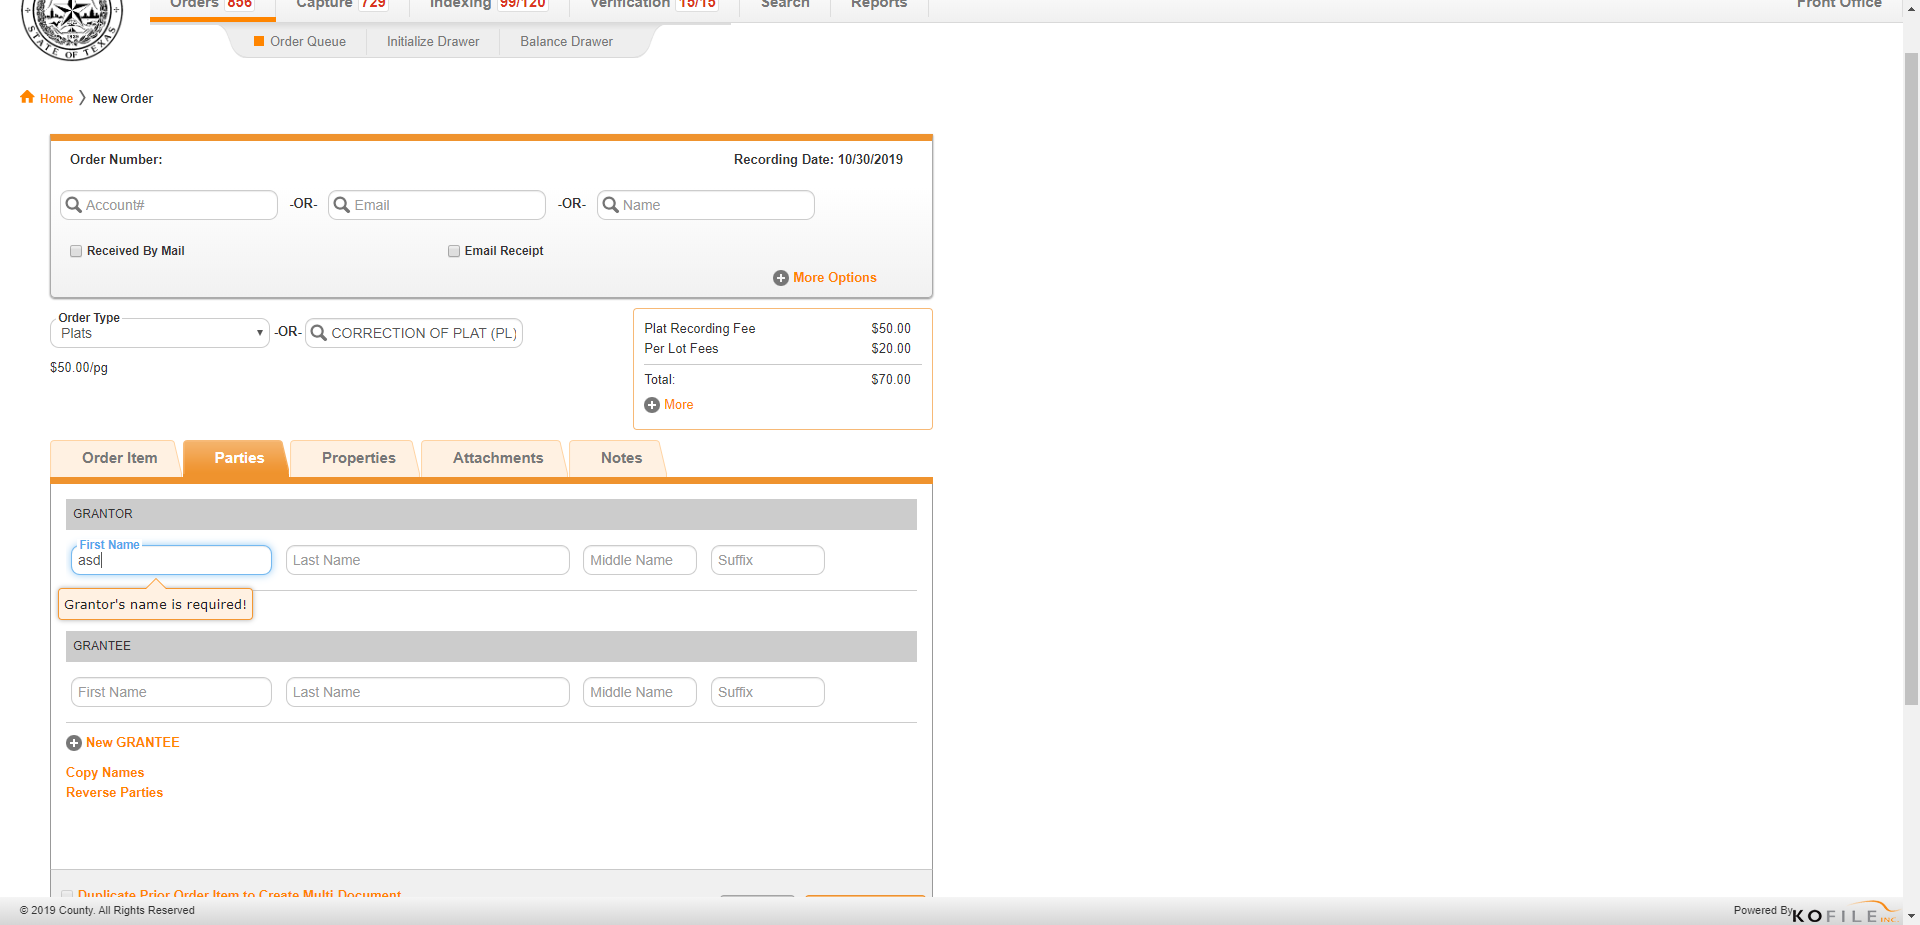 Orders 856 Capture 729 Indexing 99/120 Verification 15/15 Search Reports Front Office
STATE OF TEXAS
Order Queue Initialize Drawer Balance Drawer
Home New Order
Order Number: Recording Date: 10/30/2019
Account# -OR- Email -OR- Name
Received By Mail Email Receipt
More Options
Order Type
Plats -OR- CORRECTION OF PLAT (PL)
$50.00/pg
Plat Recording Fee $50.00
Per Lot Fees $20.00
Total: $70.00
More
Order Item Parties Properties Attachments Notes
GRANTOR
First Name
asd Last Name Middle Name Suffix
Grantor's name is required!
GRANTEE
First Name Last Name Middle Name Suffix
New GRANTEE
Copy Names
Reverse Parties
Duplicate Prior Order Item to Create Multi Document
© 2019 County. All Rights Reserved Powered By KOFILE INC.